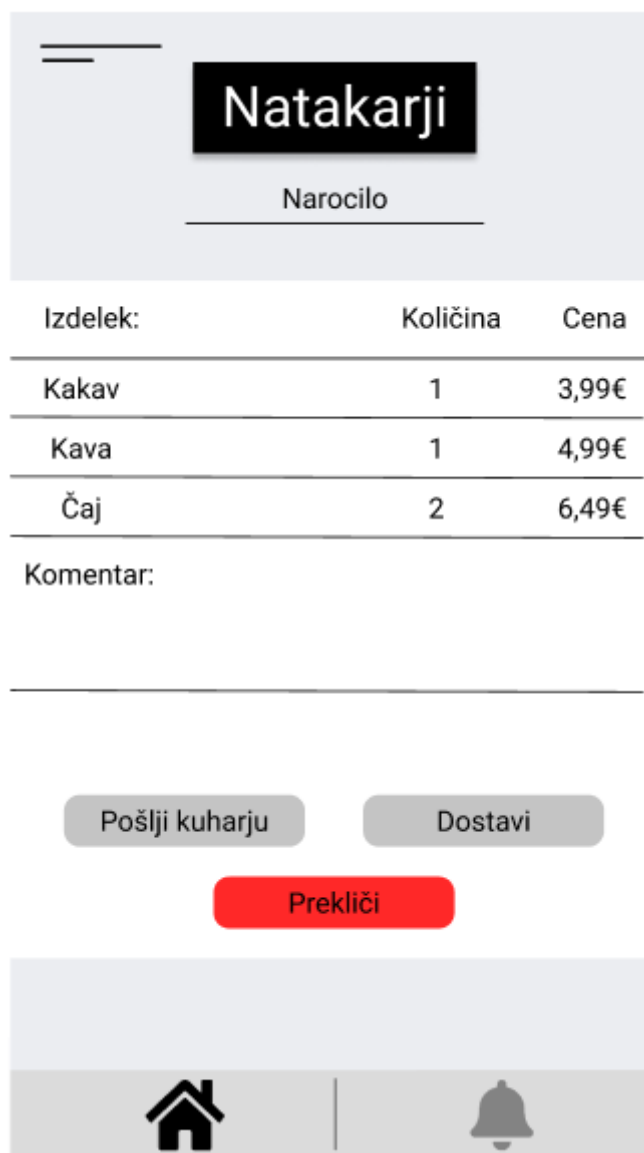 Natakarji
Narocilo
Izdelek: Količina Cena
Kakav 1 3,99€
Kava 1 4,99€
Čaj 2 6,49€
Komentar:
Pošlji kuharju Dostavi
Prekliči